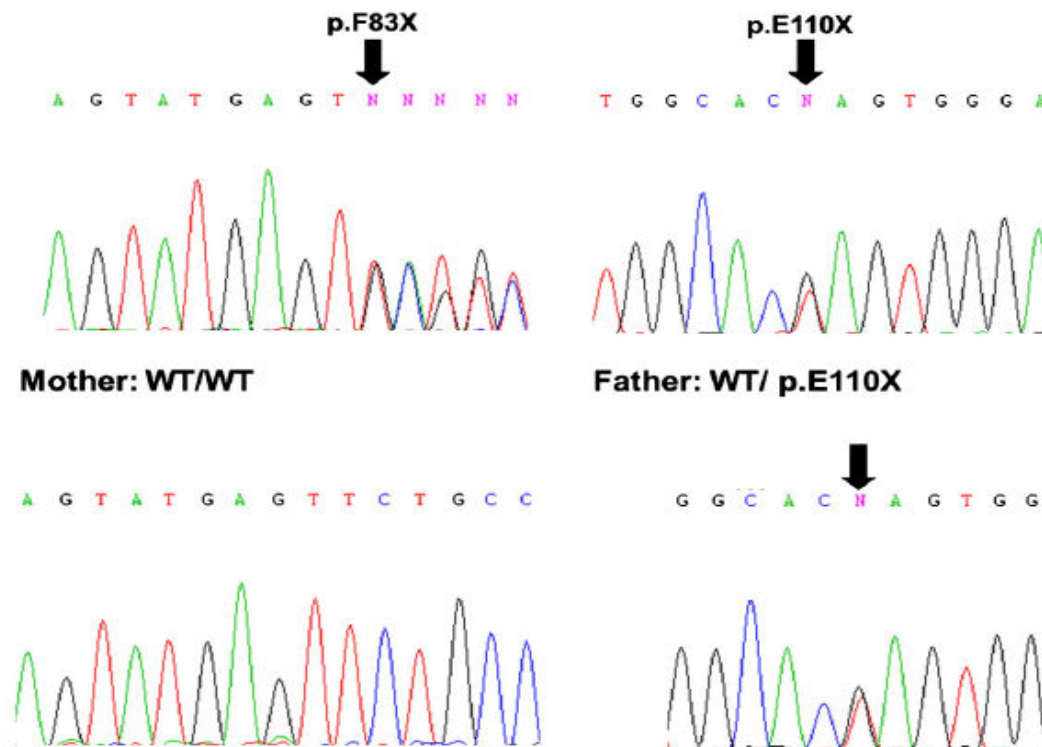 p.F83X
p.E110X
A G T A T G A G T N N N N N
T G G C A C N A G T G G G A
Mother: WT/WT
Father: WT/ p.E110X
A G T A T G A G T T C T G C C
G G C A C N A G T G G